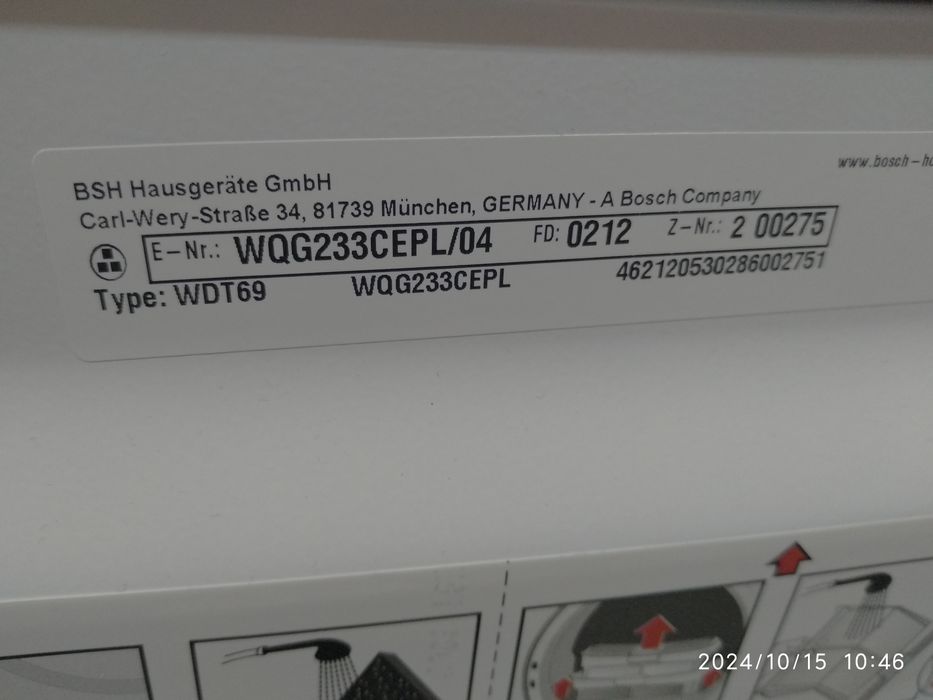 www.bosch-ho
BSH Hausgeräte GmbH
Carl-Wery-Straße 34, 81739 München, GERMANY - A Bosch Company
E-Nr.: WQG233CEPL/04 FD: 0212 Z-Nr.: 2 00275
Type: WDT69 WQG233CEPL 462120530286002751
2024/10/15 10:46